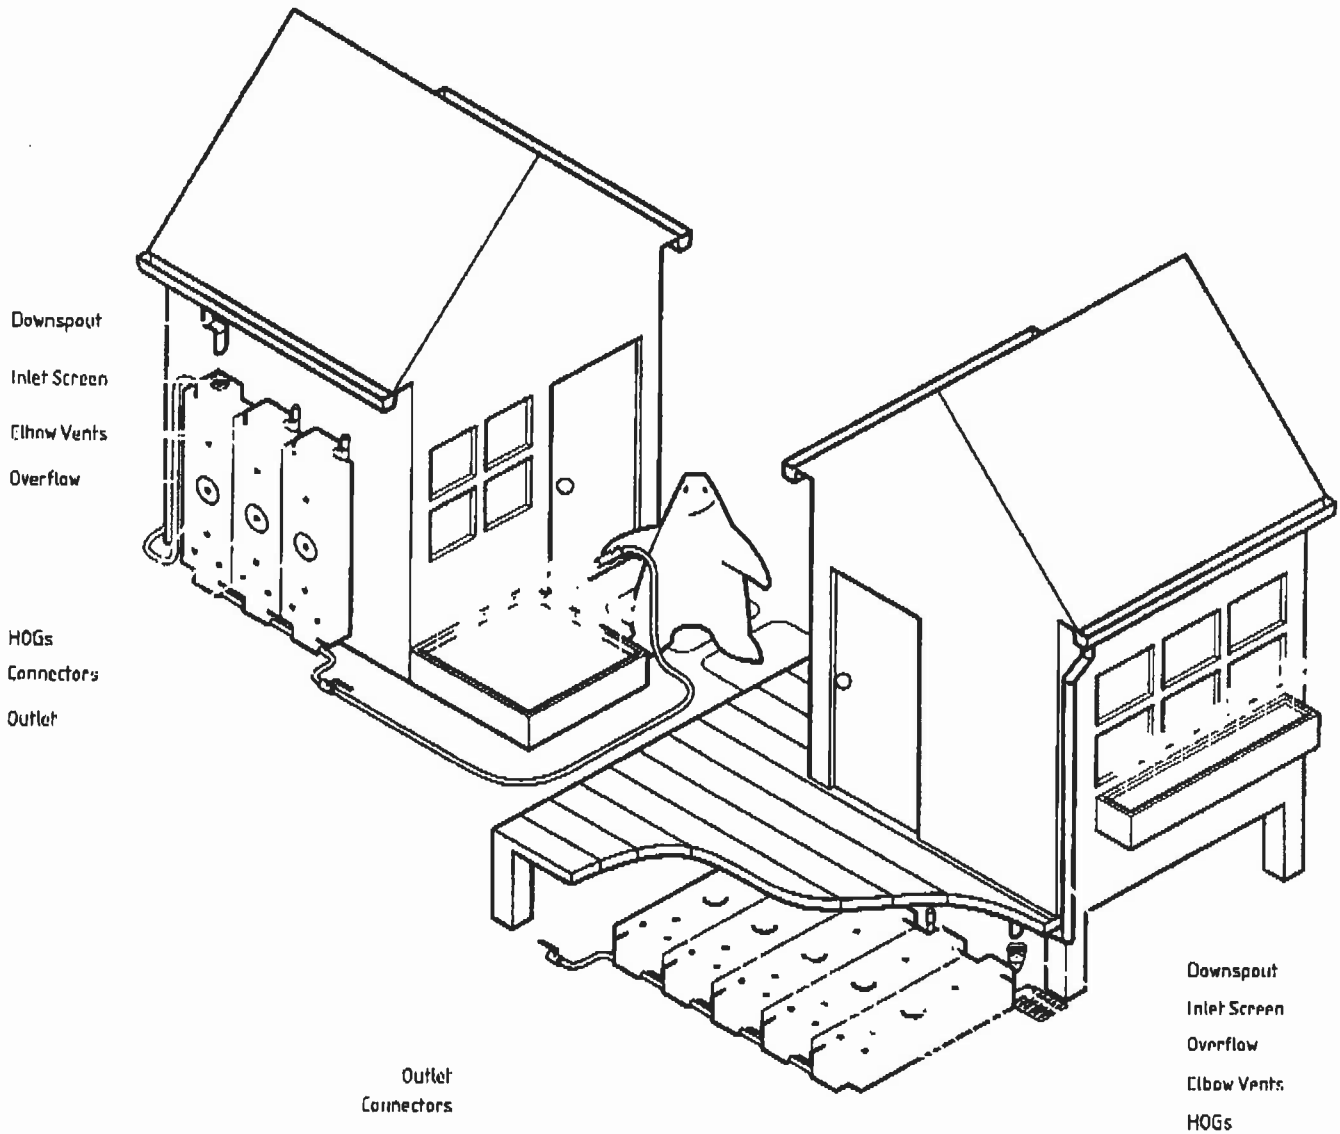 Downspout
Inlet Screen
Elbow Vents
Overflow
HOGs
Connectors
Outlet
Outlet
Connectors
Downspout
Inlet Screen
Overflow
Elbow Vents
HOGs